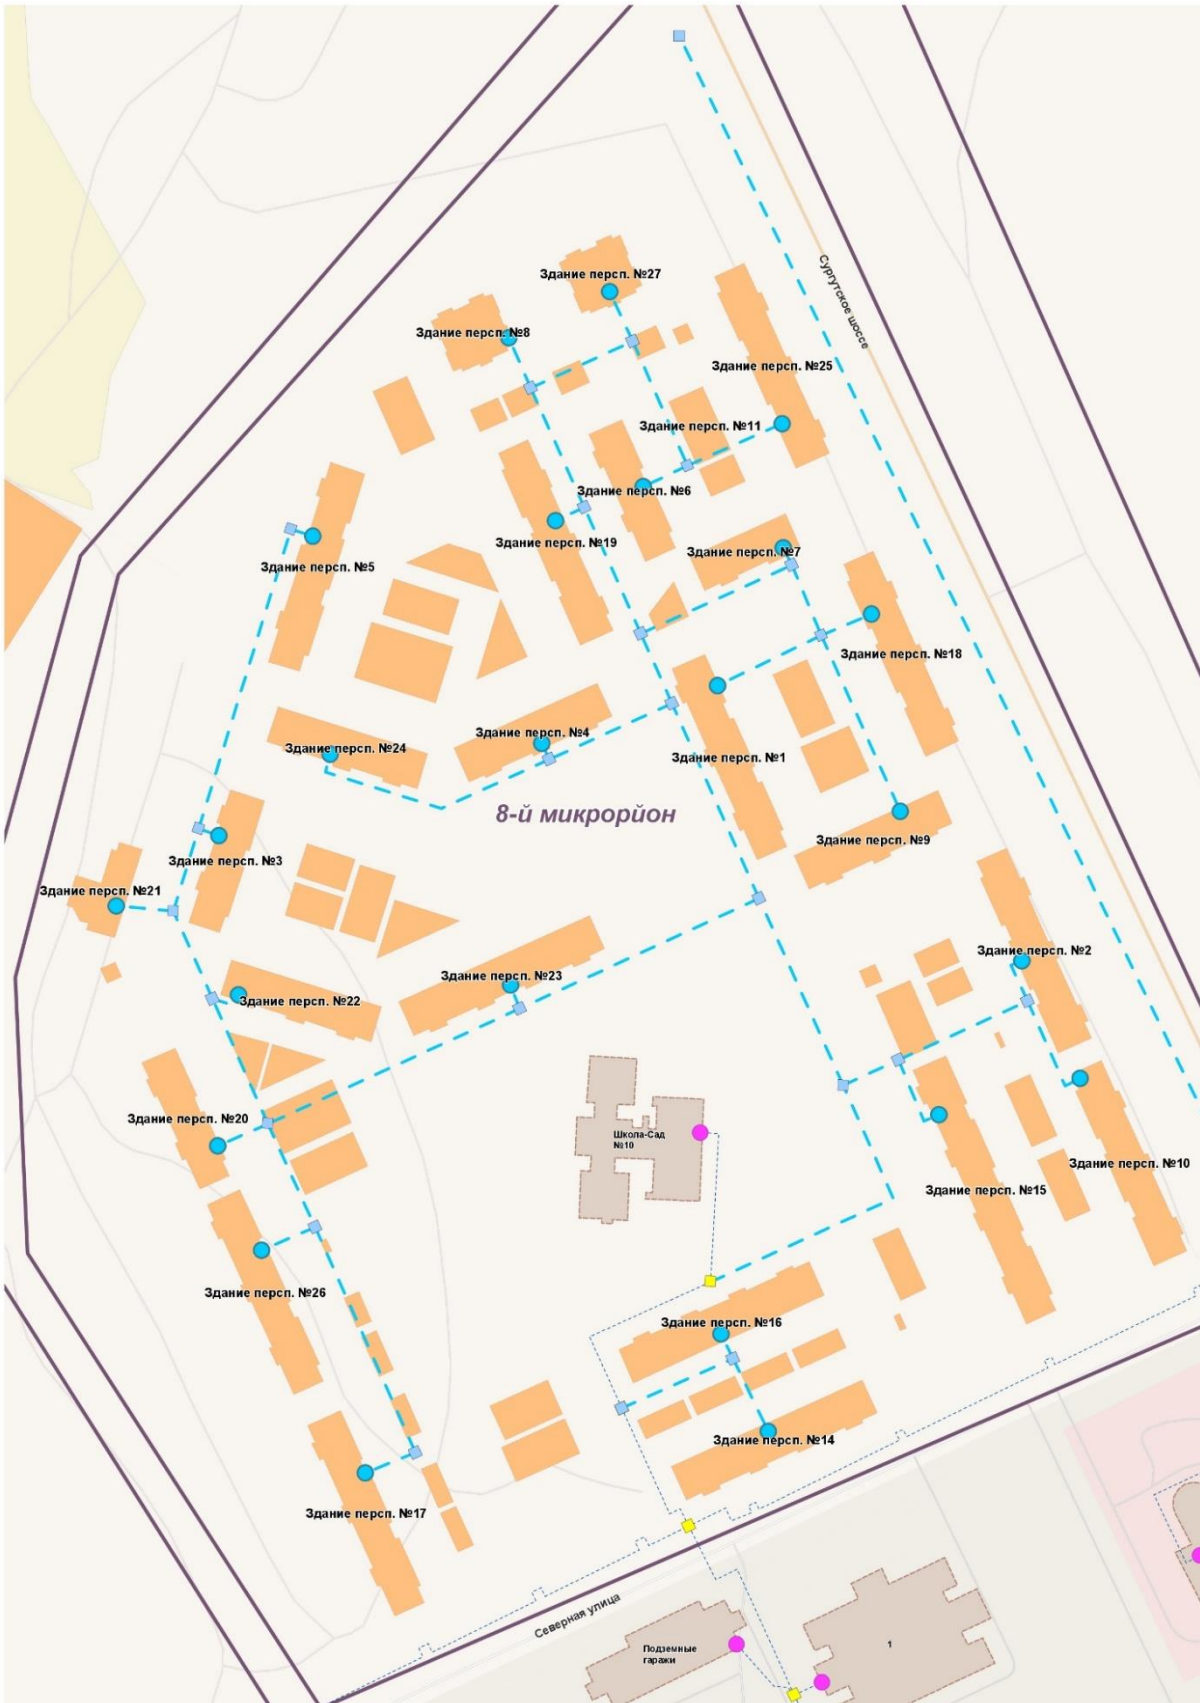 Сургутское шоссе
Здание персп. №27
Здание персп. №8
Здание персп. №25
Здание персп. №11
Здание персп. №6
Здание персп. №19
Здание персп. №7
Здание персп. №5
Здание персп. №18
Здание персп. №4
Здание персп. №24
Здание персп. №1
8-й микрорйон
Здание персп. №9
Здание персп. №3
Здание персп. №21
Здание персп. №2
Здание персп. №23
Здание персп. №22
Здание персп. №20
Школа-Сад
№10
Здание персп. №10
Здание персп. №15
Здание персп. №26
Здание персп. №16
Здание персп. №14
Здание персп. №17
Северная улица
Подземные
гаражи
1